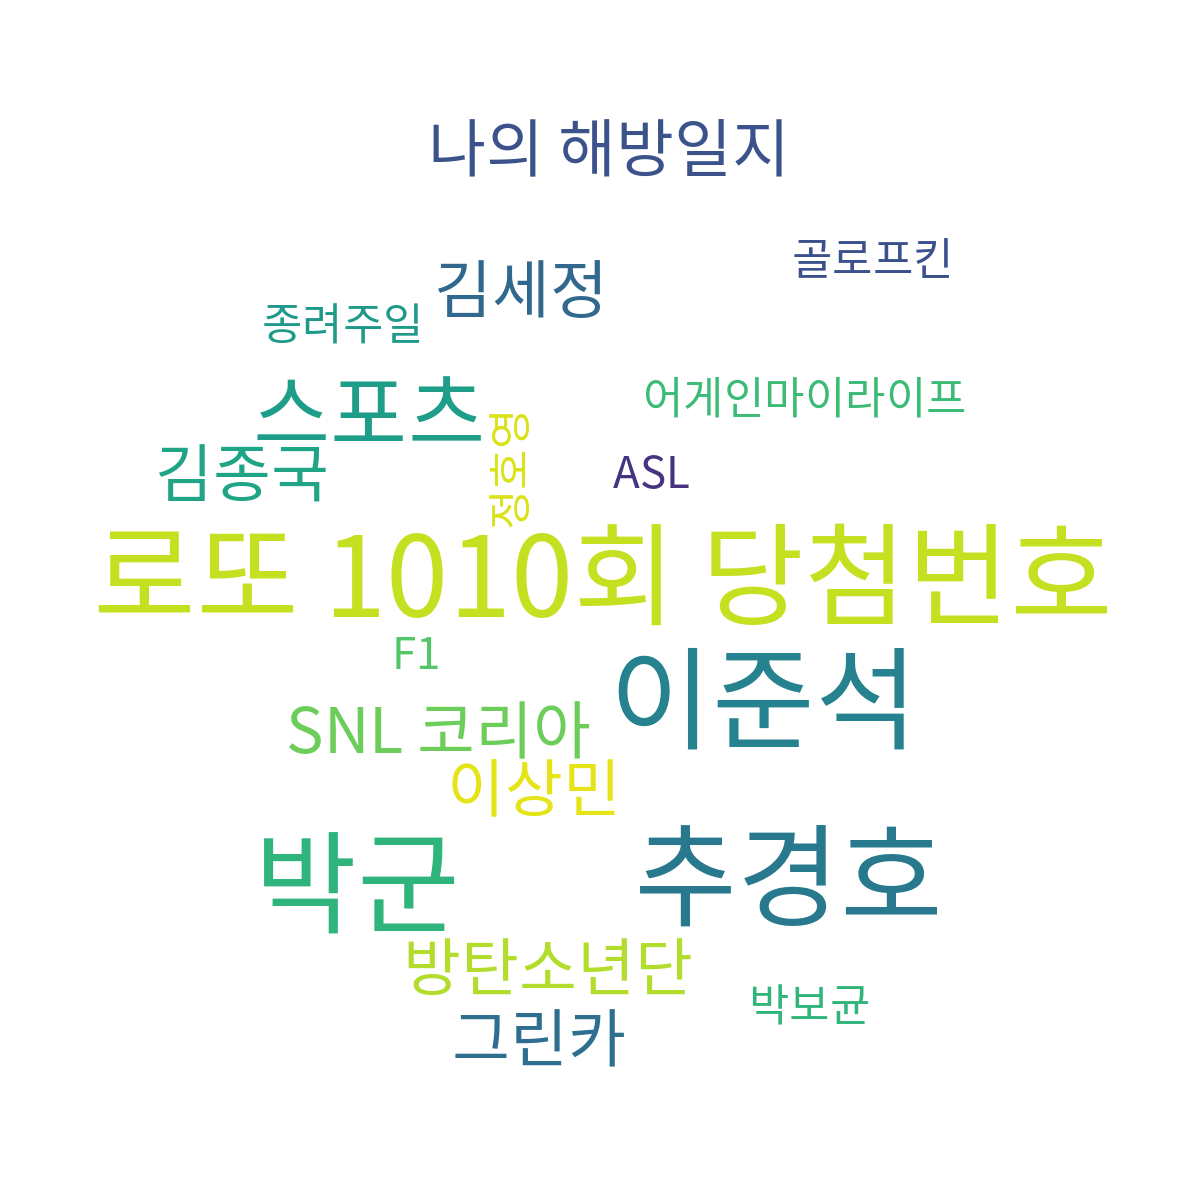 나의 해방일지
골로프킨
김세정
종려주일
스포츠
어게인마이라이프
정호영
김종국
ASL
로또 1010회 당첨번호
F1
이준석
SNL 코리아
이상민
박군
추경호
방탄소년단
박보균
그린카